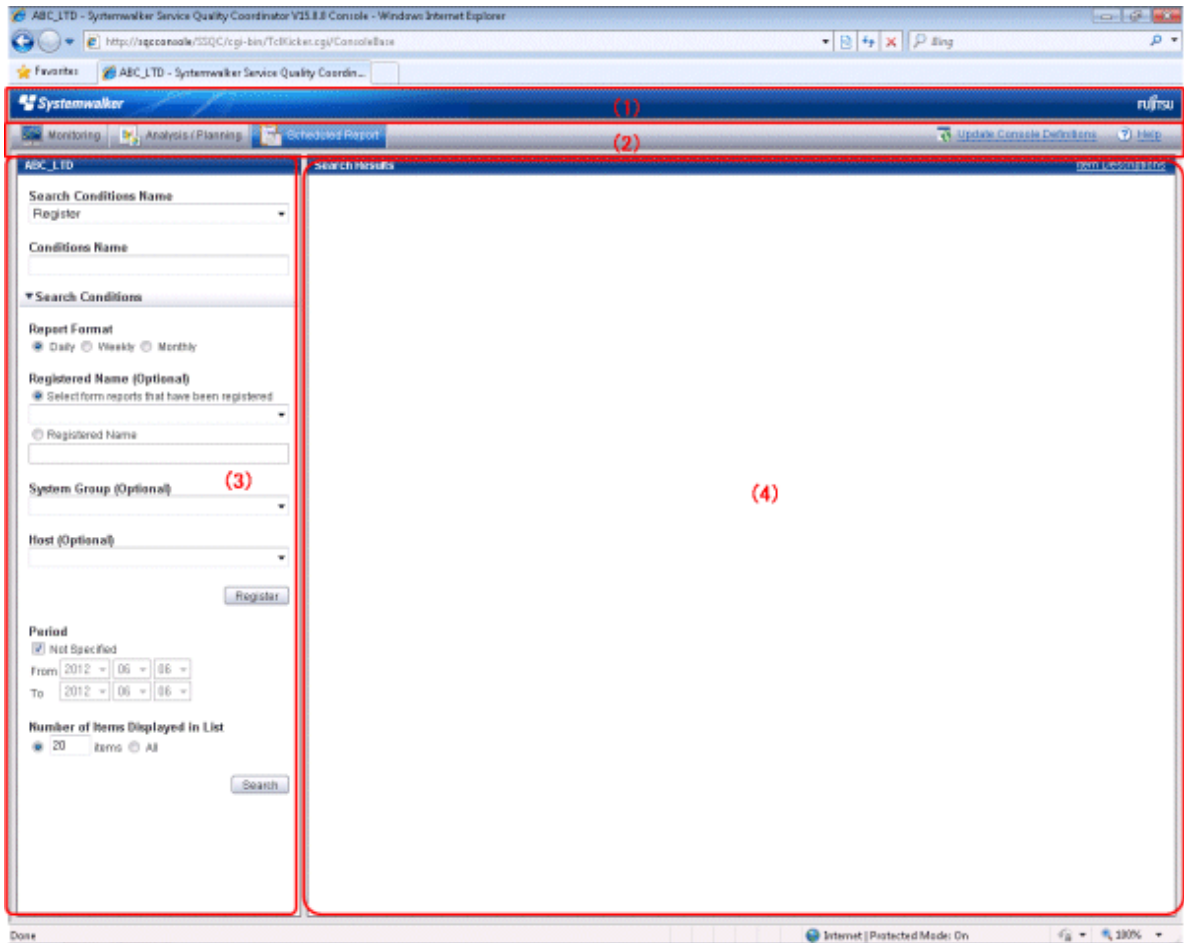 ABC_LTD - Systemwalker Service Quality Coordinator V15.0.0 Console - Windows Internet Explorer
http://sqcconsole/SSQC/cgi-bin/TclKicker.cgi/ConsoleBase
Bing
Favorites
ABC_LTD - Systemwalker Service Quality Coordin...
Systemwalker
(1)
FUJITSU
Monitoring
Analysis / Planning
Scheduled Report
(2)
Update Console Definitions
Help
ABC_LTD
Search Results
Item Descriptions
Search Conditions Name
Register
Conditions Name
▼Search Conditions
Report Format
Daily Weekly Monthly
Registered Name (Optional)
Select form reports that have been registered
Registered Name
(3)
System Group (Optional)
(4)
Host (Optional)
Register
Period
Not Specified
From 2012 06 06
To 2012 06 06
Number of Items Displayed in List
20 items All
Search
Done
Internet | Protected Mode: On
100%